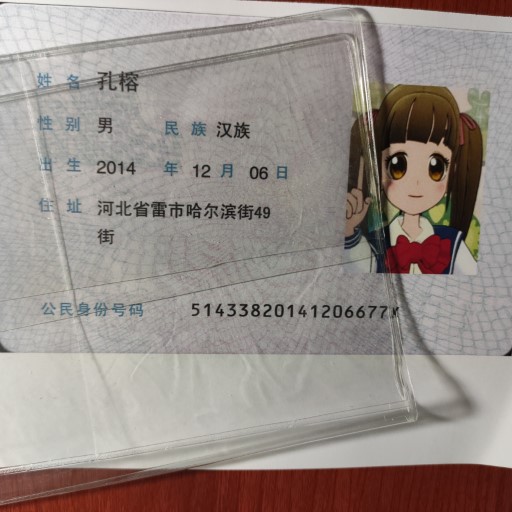 姓名 孔榕
性别 男 民族 汉族
出生 2014 年 12 月 06 日
住址 河北省雷市哈尔滨街49
街
公民身份号码 51433820141206677X